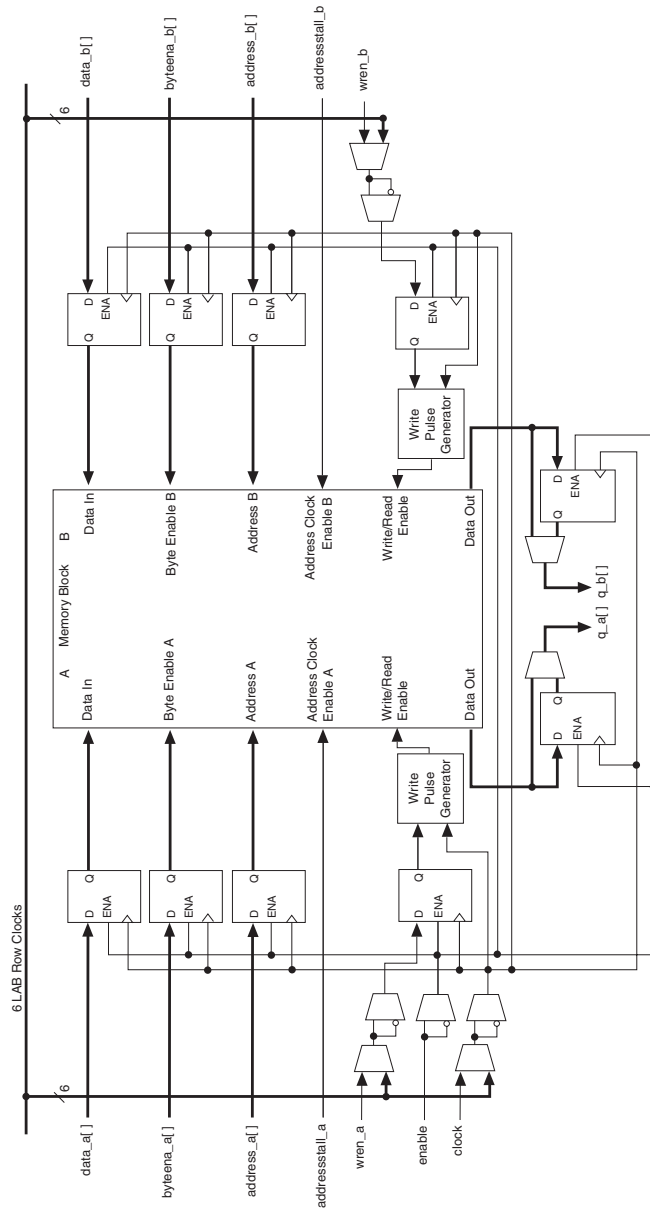 6 LAB Row Clocks
6
data_a[ ]
byteena_a[ ]
address_a[ ]
addressstall_a
wren_a
enable
clock
D
Q
ENA
D
Q
ENA
D
Q
ENA
D
Q
ENA
Write
Pulse
Generator
A
Memory Block
B
Data In
Byte Enable A
Address A
Address Clock
Enable A
Write/Read
Enable
Data Out
Data In
Byte Enable B
Address B
Address Clock
Enable B
Write/Read
Enable
Data Out
D
Q
ENA
q_a[ ]
q_b[ ]
D
Q
ENA
Write
Pulse
Generator
Q
D
ENA
Q
D
ENA
Q
D
ENA
Q
D
ENA
6
data_b[ ]
byteena_b[ ]
address_b[ ]
addressstall_b
wren_b